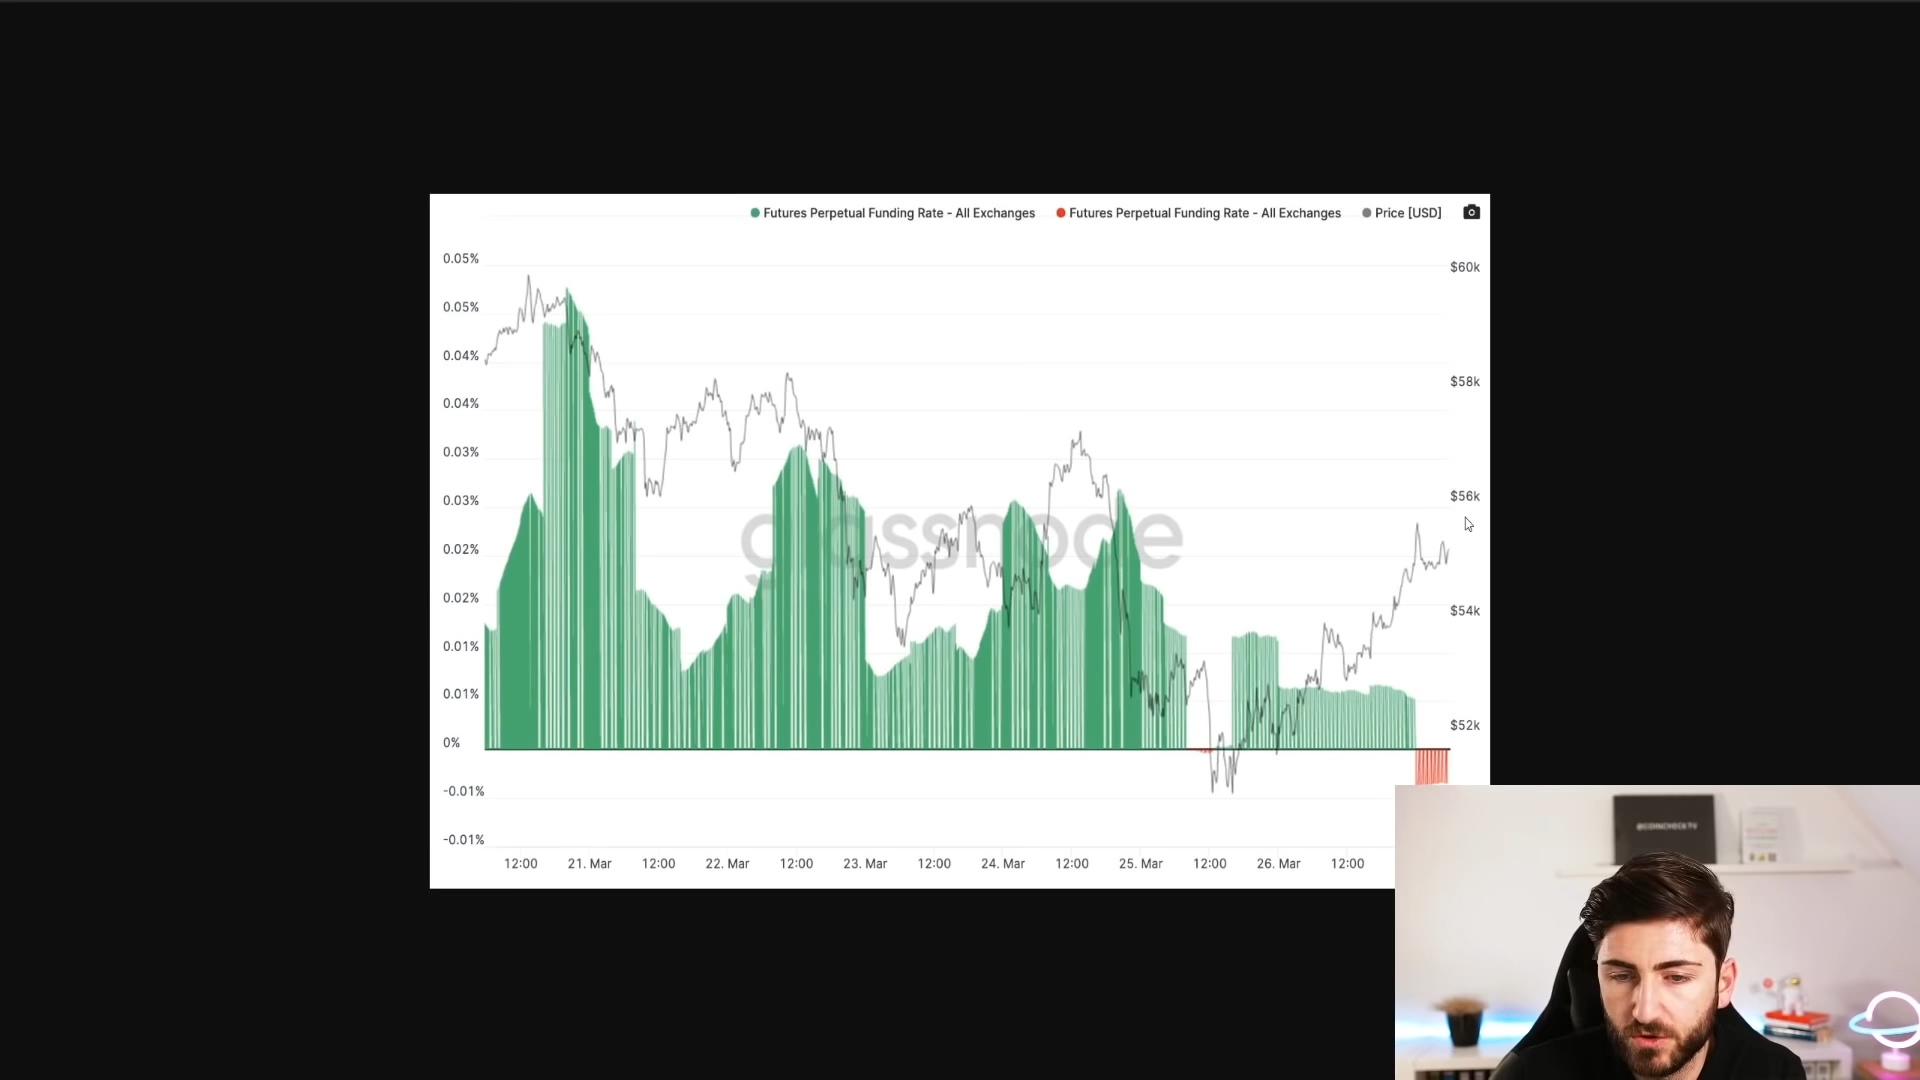 Futures Perpetual Funding Rate - All Exchanges Futures Perpetual Funding Rate - All Exchanges Price [USD]
0.05%
$60k
0.05%
0.04%
$58k
0.04%
0.03%
0.03%
$56k
glassnode
0.02%
0.02%
$54k
0.01%
0.01%
$52k
0%
-0.01%
-0.01%
12:00 21. Mar 12:00 22. Mar 12:00 23. Mar 12:00 24. Mar 12:00 25. Mar 12:00 26. Mar 12:00
@COINCHECKTV